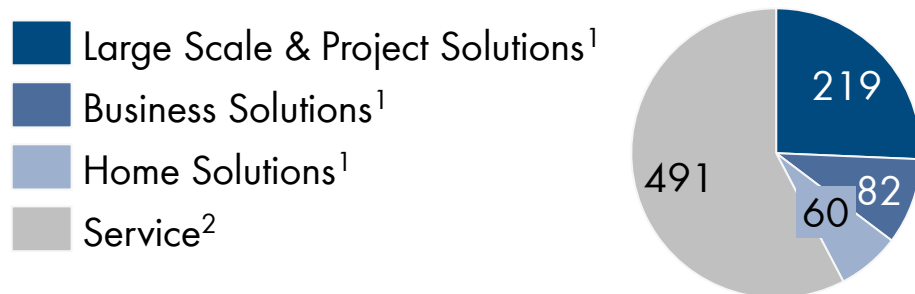 Large Scale & Project Solutions¹
Business Solutions¹
Home Solutions¹
Service²
219
82
60
491